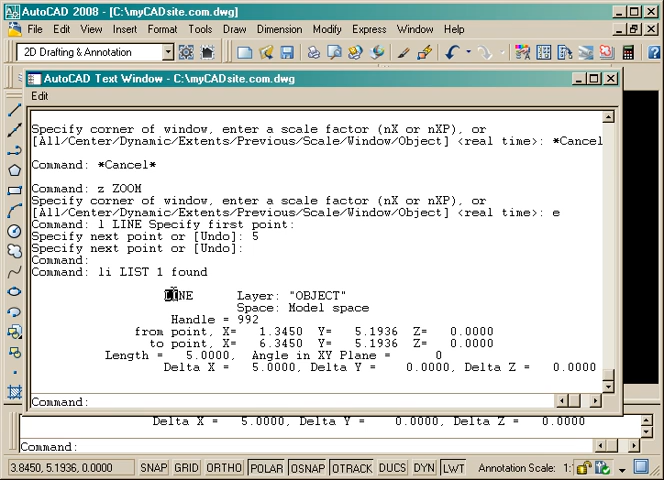 AutoCAD 2008 - [C:\myCADsite.com.dwg]
File Edit View Insert Format Tools Draw Dimension Modify Express Window Help
2D Drafting & Annotation
AutoCAD Text Window - C:\myCADsite.com.dwg
Edit
Specify corner of window, enter a scale factor (nX or nXP), or
[All/Center/Dynamic/Extents/Previous/Scale/Window/Object] <real time>: *Cancel
Command: *Cancel*
Command: z ZOOM
Specify corner of window, enter a scale factor (nX or nXP), or
[All/Center/Dynamic/Extents/Previous/Scale/Window/Object] <real time>: e
Command: l LINE Specify first point:
Specify next point or [Undo]: 5
Specify next point or [Undo]:
Command:
Command: li LIST 1 found
LINE Layer: "OBJECT"
Space: Model space
Handle = 992
from point, X= 1.3450 Y= 5.1936 Z= 0.0000
to point, X= 6.3450 Y= 5.1936 Z= 0.0000
Length = 5.0000, Angle in XY Plane = 0
Delta X = 5.0000, Delta Y = 0.0000, Delta Z = 0.0000
Command:
Delta X = 5.0000, Delta Y = 0.0000, Delta Z = 0.0000
Command:
3.8450, 5.1936, 0.0000 SNAP GRID ORTHO POLAR OSNAP OTRACK DUCS DYN LWT Annotation Scale: 1: